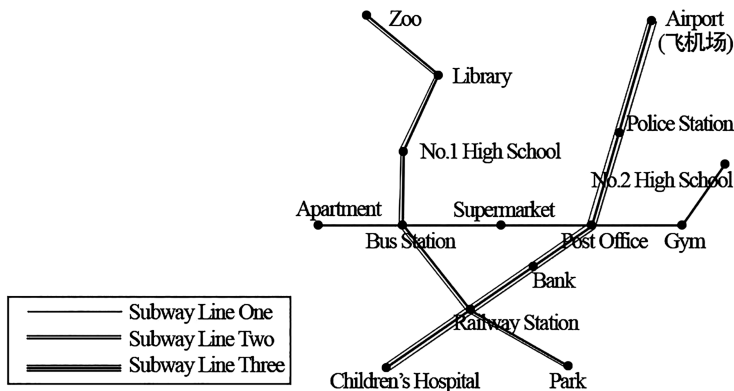 Zoo
Airport
(飞机场)
Library
Police Station
No.1 High School
No.2 High School
Apartment
Supermarket
Bus Station
Post Office
Gym
Bank
Subway Line One
Railway Station
Subway Line Two
Subway Line Three
Children's Hospital
Park